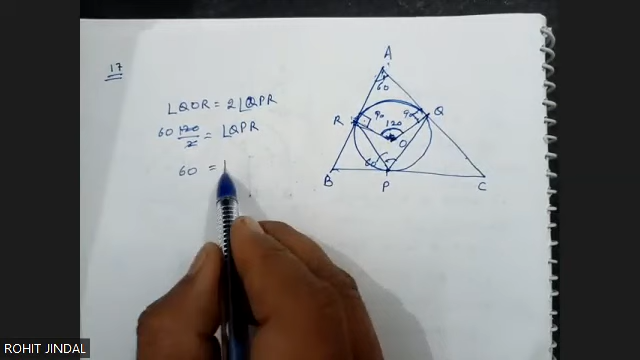 17
∠QOR = 2∠QPR
60 120/2 = ∠QPR
60 =
A
60
R
90
90
Q
120
O
60
B
P
C
ROHIT JINDAL